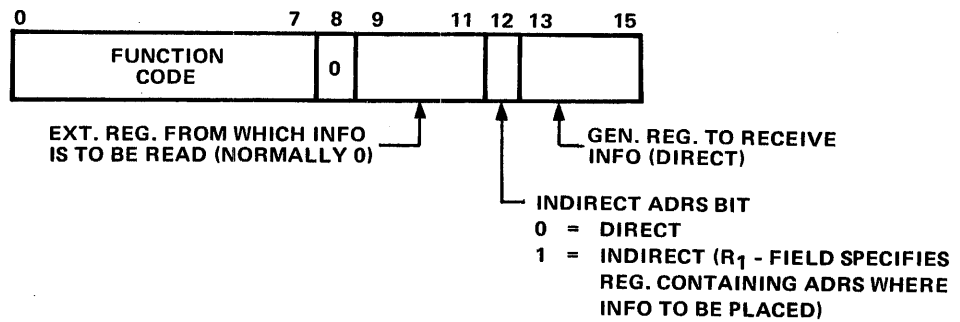 0 7 8 9 11 12 13 15
FUNCTION
CODE
0
EXT. REG. FROM WHICH INFO
IS TO BE READ (NORMALLY 0)
GEN. REG. TO RECEIVE
INFO (DIRECT)
INDIRECT ADRS BIT
0 = DIRECT
1 = INDIRECT (R1 - FIELD SPECIFIES
REG. CONTAINING ADRS WHERE
INFO TO BE PLACED)